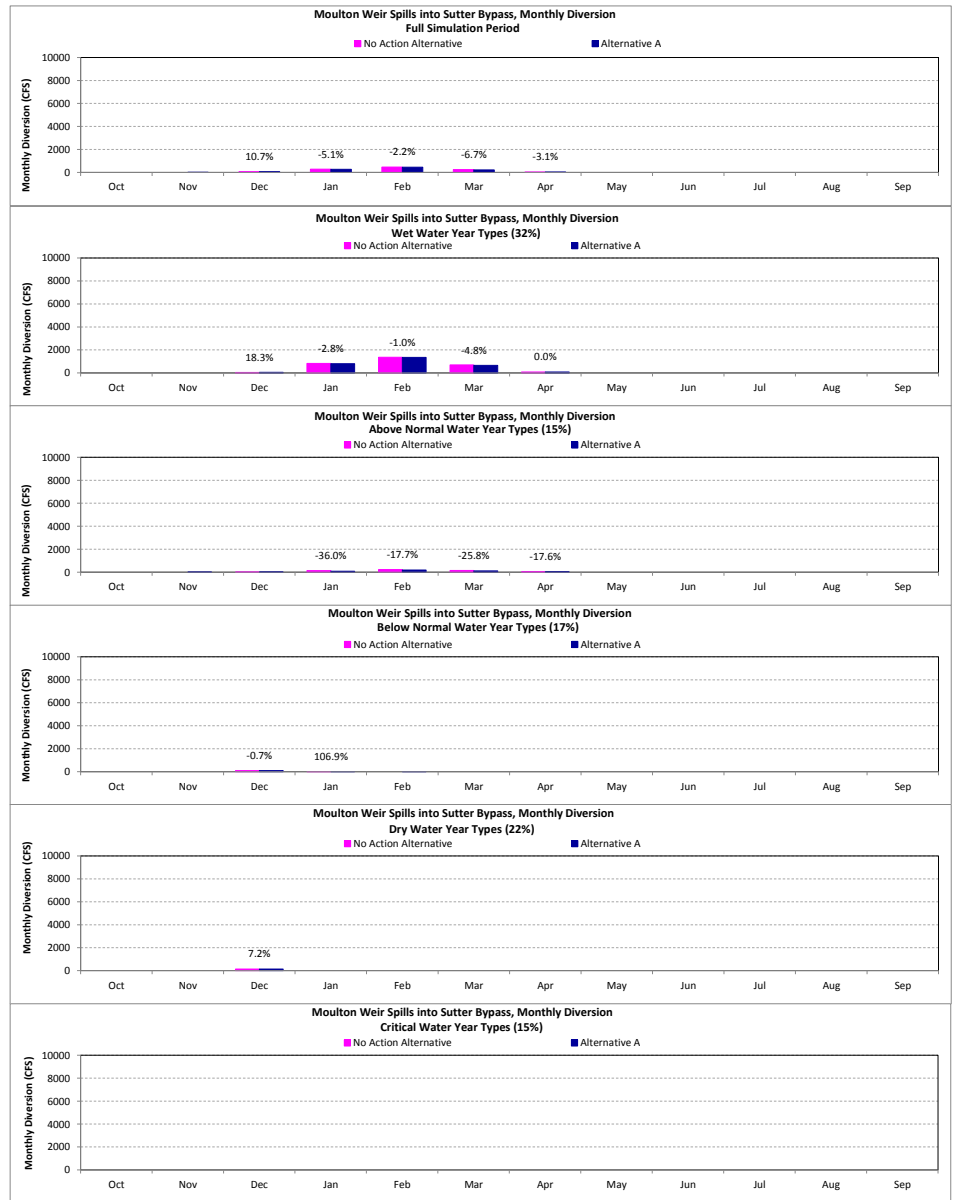 Moulton Weir Spills into Sutter Bypass, Monthly Diversion
Full Simulation Period
No Action Alternative Alternative A
Monthly Diversion (CFS)
10000
8000
6000
4000
2000
0
10.7% -5.1% -2.2% -6.7% -3.1%
Oct Nov Dec Jan Feb Mar Apr May Jun Jul Aug Sep
Moulton Weir Spills into Sutter Bypass, Monthly Diversion
Wet Water Year Types (32%)
No Action Alternative Alternative A
Monthly Diversion (CFS)
10000
8000
6000
4000
2000
0
18.3% -2.8% -1.0% -4.8% 0.0%
Oct Nov Dec Jan Feb Mar Apr May Jun Jul Aug Sep
Moulton Weir Spills into Sutter Bypass, Monthly Diversion
Above Normal Water Year Types (15%)
No Action Alternative Alternative A
Monthly Diversion (CFS)
10000
8000
6000
4000
2000
0
-36.0% -17.7% -25.8% -17.6%
Oct Nov Dec Jan Feb Mar Apr May Jun Jul Aug Sep
Moulton Weir Spills into Sutter Bypass, Monthly Diversion
Below Normal Water Year Types (17%)
No Action Alternative Alternative A
Monthly Diversion (CFS)
10000
8000
6000
4000
2000
0
-0.7% 106.9%
Oct Nov Dec Jan Feb Mar Apr May Jun Jul Aug Sep
Moulton Weir Spills into Sutter Bypass, Monthly Diversion
Dry Water Year Types (22%)
No Action Alternative Alternative A
Monthly Diversion (CFS)
10000
8000
6000
4000
2000
0
7.2%
Oct Nov Dec Jan Feb Mar Apr May Jun Jul Aug Sep
Moulton Weir Spills into Sutter Bypass, Monthly Diversion
Critical Water Year Types (15%)
No Action Alternative Alternative A
Monthly Diversion (CFS)
10000
8000
6000
4000
2000
0
Oct Nov Dec Jan Feb Mar Apr May Jun Jul Aug Sep